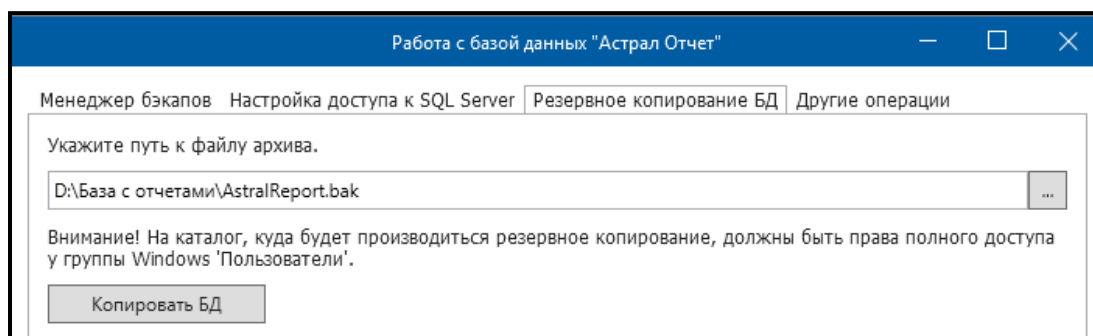 Работа с базой данных "Астрал Отчет"
Менеджер бэкапов Настройка доступа к SQL Server Резервное копирование БД Другие операции
Укажите путь к файлу архива.
D:\База с отчетами\AstralReport.bak ...
Внимание! На каталог, куда будет производиться резервное копирование, должны быть права полного доступа
у группы Windows 'Пользователи'.
Копировать БД